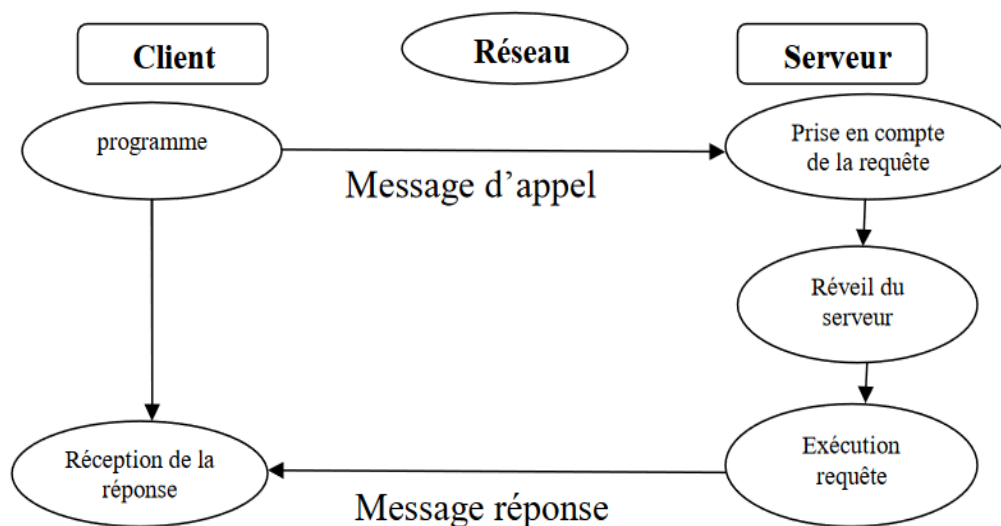 Client
Réseau
Serveur
programme
Prise en compte
de la requête
Message d'appel
Réveil du
serveur
Réception de la
réponse
Exécution
requête
Message réponse